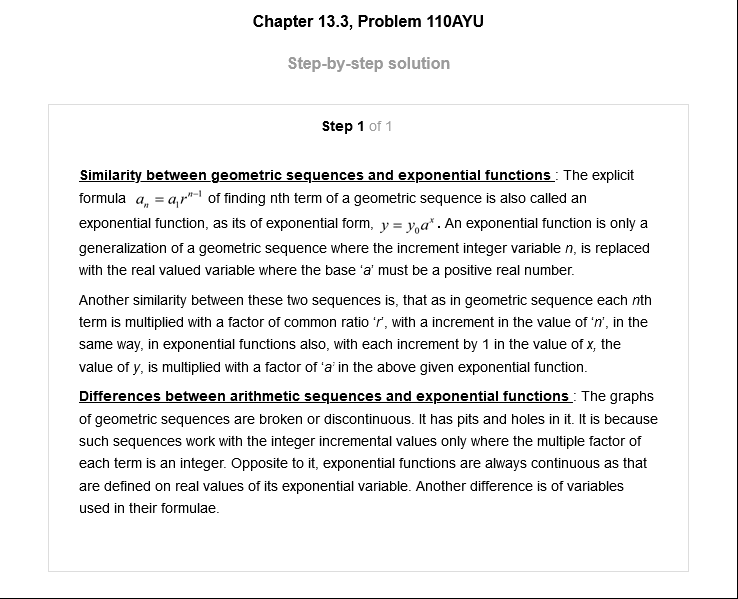 Chapter 13.3, Problem 110AYU
Step-by-step solution
Step 1 of 1
Similarity between geometric sequences and exponential functions : The explicit
formula aₙ = a₁rⁿ⁻¹ of finding nth term of a geometric sequence is also called an
exponential function, as its of exponential form, y = y₀aˣ. An exponential function is only a
generalization of a geometric sequence where the increment integer variable n, is replaced
with the real valued variable where the base ‘a’ must be a positive real number.
Another similarity between these two sequences is, that as in geometric sequence each nth
term is multiplied with a factor of common ratio ‘r’, with a increment in the value of ‘n’, in the
same way, in exponential functions also, with each increment by 1 in the value of x, the
value of y, is multiplied with a factor of ‘a’ in the above given exponential function.
Differences between arithmetic sequences and exponential functions : The graphs
of geometric sequences are broken or discontinuous. It has pits and holes in it. It is because
such sequences work with the integer incremental values only where the multiple factor of
each term is an integer. Opposite to it, exponential functions are always continuous as that
are defined on real values of its exponential variable. Another difference is of variables
used in their formulae.